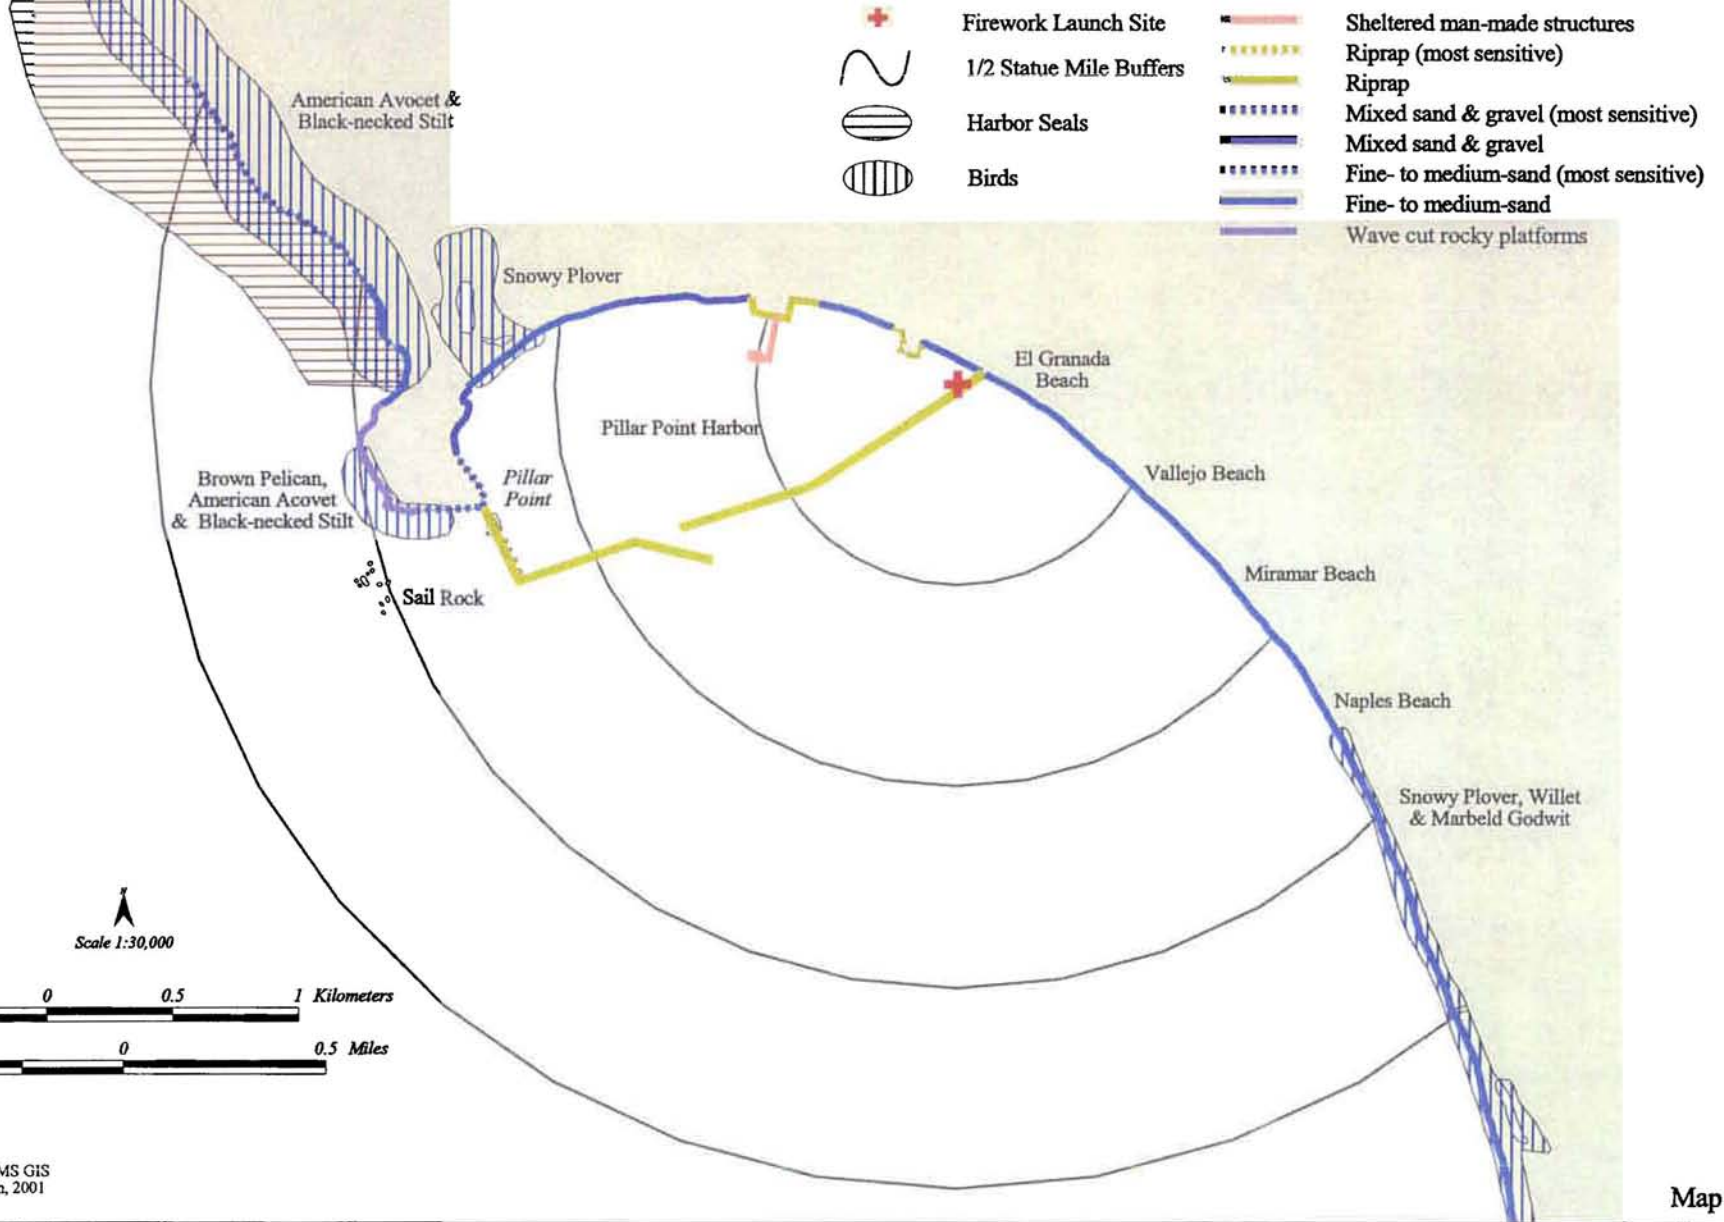 Firework Launch Site
1/2 Statue Mile Buffers
Harbor Seals
Birds
Sheltered man-made structures
Riprap (most sensitive)
Riprap
Mixed sand & gravel (most sensitive)
Mixed sand & gravel
Fine- to medium-sand (most sensitive)
Fine- to medium-sand
Wave cut rocky platforms
American Avocet &
Black-necked Stilt
Snowy Plover
El Granada
Beach
Pillar Point Harbor
Vallejo Beach
Brown Pelican,
American Acovet
& Black-necked Stilt
Pillar
Point
Miramar Beach
Sail Rock
Naples Beach
Snowy Plover, Willet
& Marbeld Godwit
N
Scale 1:30,000
0 0.5 1 Kilometers
0 0.5 Miles
MS GIS
, 2001
Map